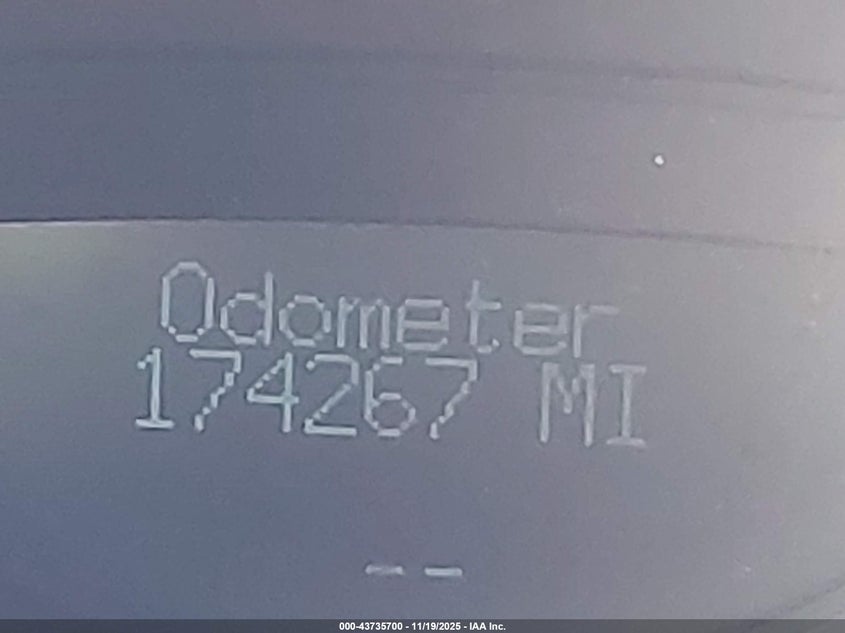 Odometer
174267 MI
--
000-43735700 - 11/19/2025 - IAA Inc.